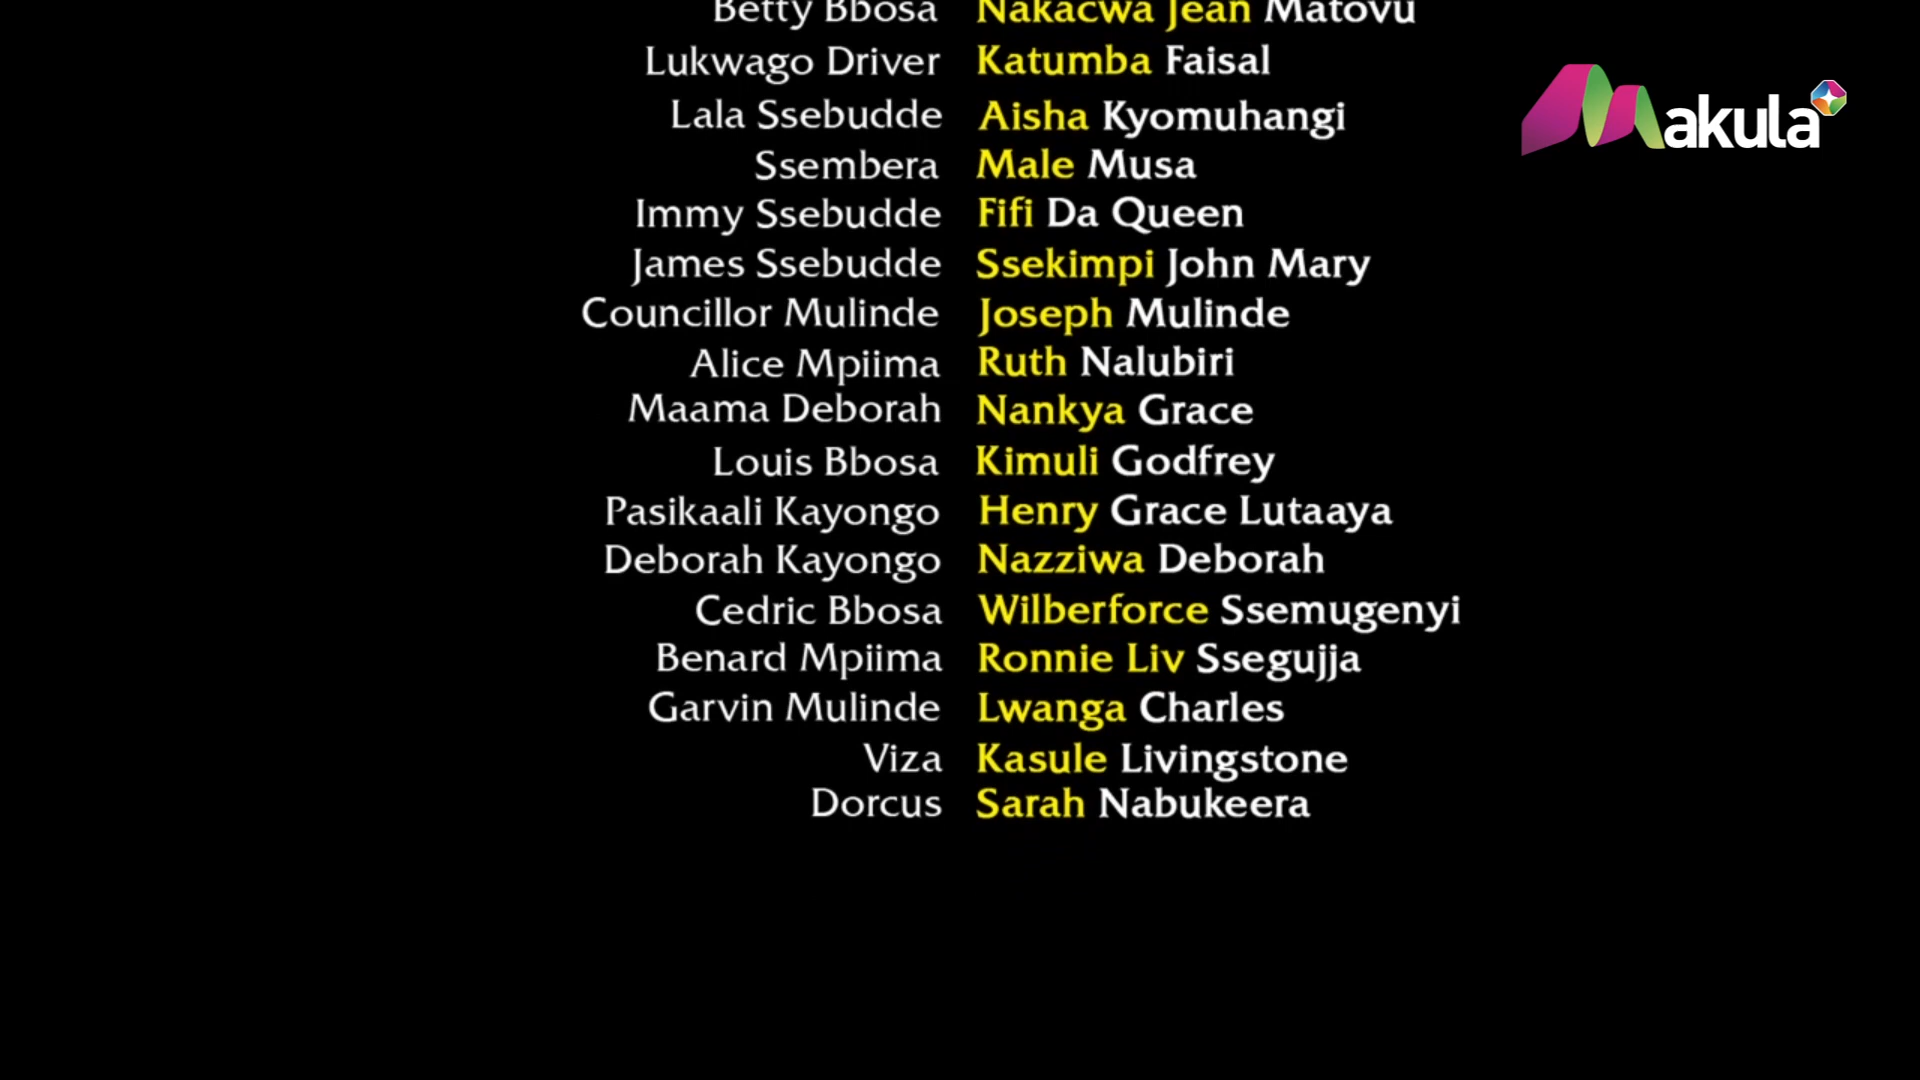 Betty Bbosa Nakacwa Jean Matovu
Lukwago Driver Katumba Faisal
Lala Ssebudde Aisha Kyomuhangi
Ssembera Male Musa
Immy Ssebudde Fifi Da Queen
James Ssebudde Ssekimpi John Mary
Councillor Mulinde Joseph Mulinde
Alice Mpiima Ruth Nalubiri
Maama Deborah Nankya Grace
Louis Bbosa Kimuli Godfrey
Pasikaali Kayongo Henry Grace Lutaaya
Deborah Kayongo Nazziwa Deborah
Cedric Bbosa Wilberforce Ssemugenyi
Benard Mpiima Ronnie Liv Ssegujja
Garvin Mulinde Lwanga Charles
Viza Kasule Livingstone
Dorcus Sarah Nabukeera
Makula